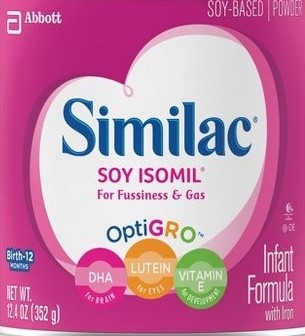 Abbott
SOY-BASED | POWDER
Similac®
SOY ISOMIL®
For Fussiness & Gas
OptiGRO™
DHA
for BRAIN
LUTEIN
for EYES
VITAMIN
E
for DEVELOPMENT
Birth-12
MONTHS
NET WT.
12.4 OZ (352 g)
Infant
Formula
with Iron